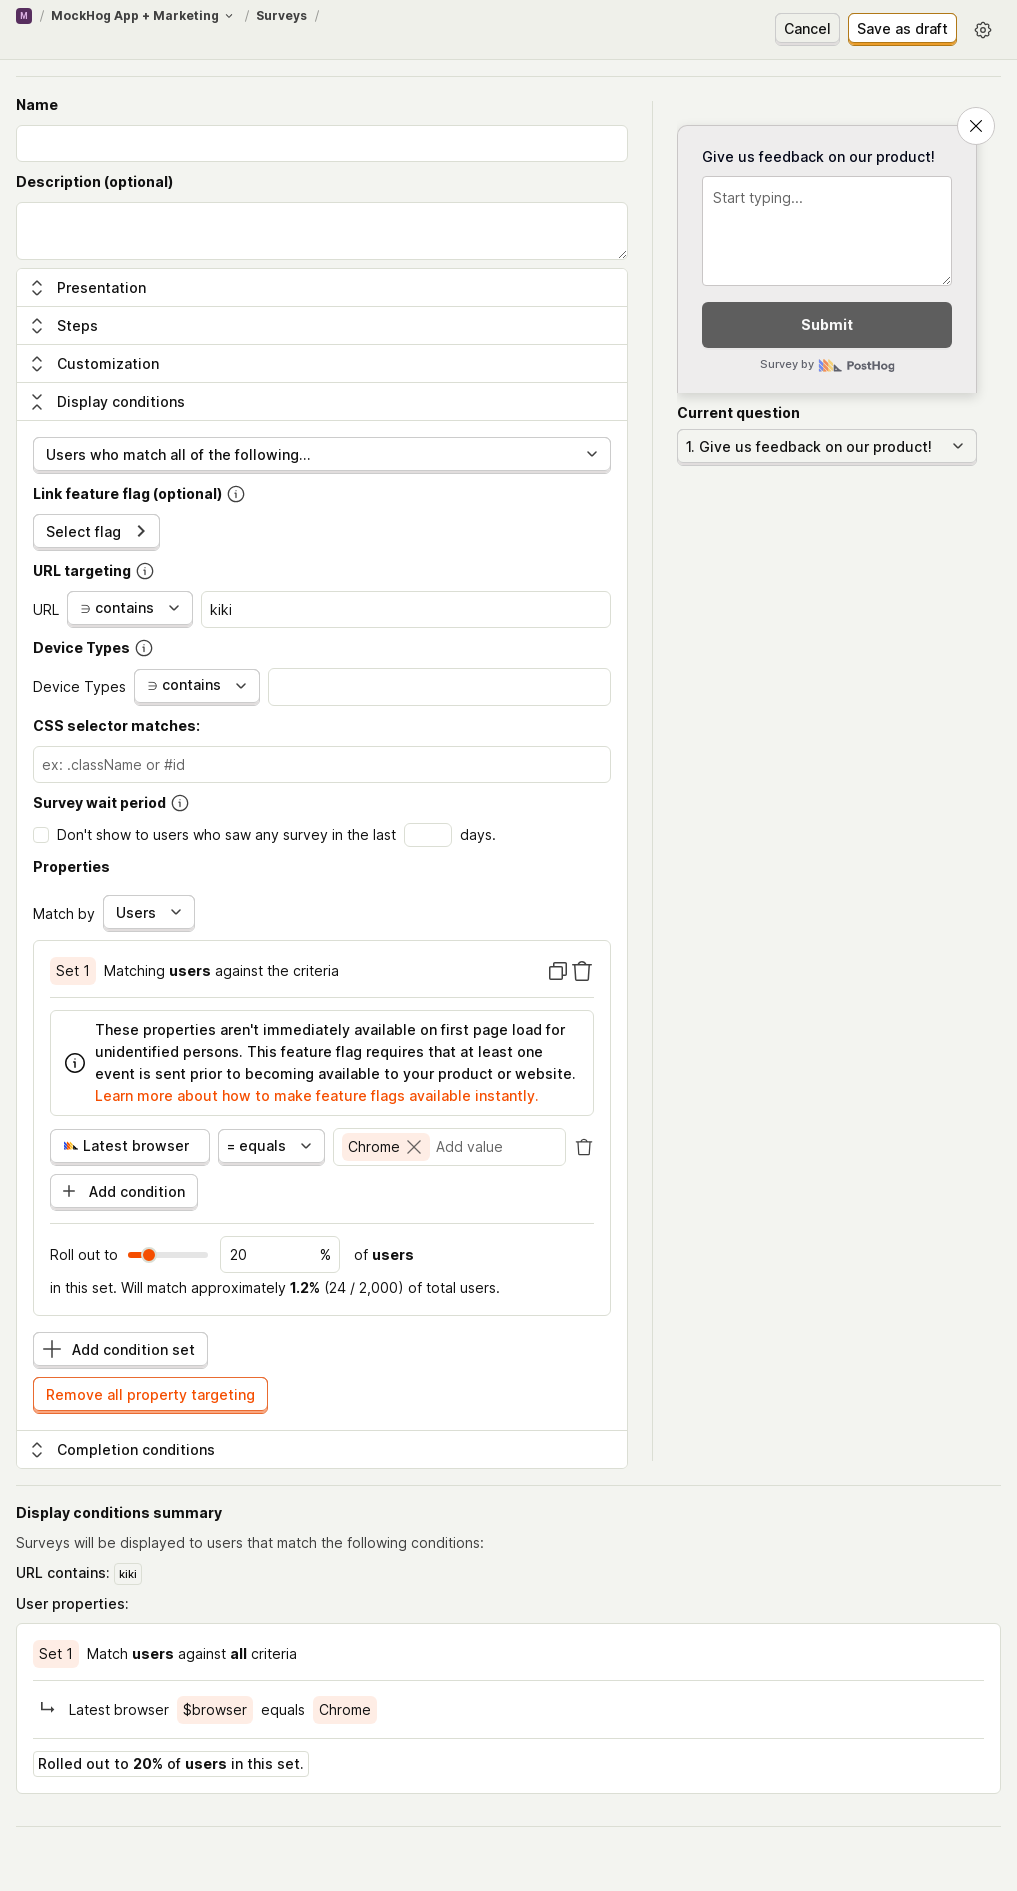 M / MockHog App + Marketing / Surveys /
Cancel
Save as draft
Name
Description (optional)
Presentation
Steps
Customization
Display conditions
Users who match all of the following...
Link feature flag (optional)
Select flag
URL targeting
URL ∋ contains kiki
Device Types
Device Types ∋ contains
CSS selector matches:
ex: .className or #id
Survey wait period
Don't show to users who saw any survey in the last days.
Properties
Match by Users
Set 1 Matching users against the criteria
These properties aren't immediately available on first page load for
unidentified persons. This feature flag requires that at least one
event is sent prior to becoming available to your product or website.
Learn more about how to make feature flags available instantly.
Latest browser = equals Chrome Add value
Add condition
Roll out to 20 % of users
in this set. Will match approximately 1.2% (24 / 2,000) of total users.
Add condition set
Remove all property targeting
Completion conditions
Give us feedback on our product!
Start typing...
Submit
Survey by PostHog
Current question
1. Give us feedback on our product!
Display conditions summary
Surveys will be displayed to users that match the following conditions:
URL contains: kiki
User properties:
Set 1 Match users against all criteria
Latest browser $browser equals Chrome
Rolled out to 20% of users in this set.